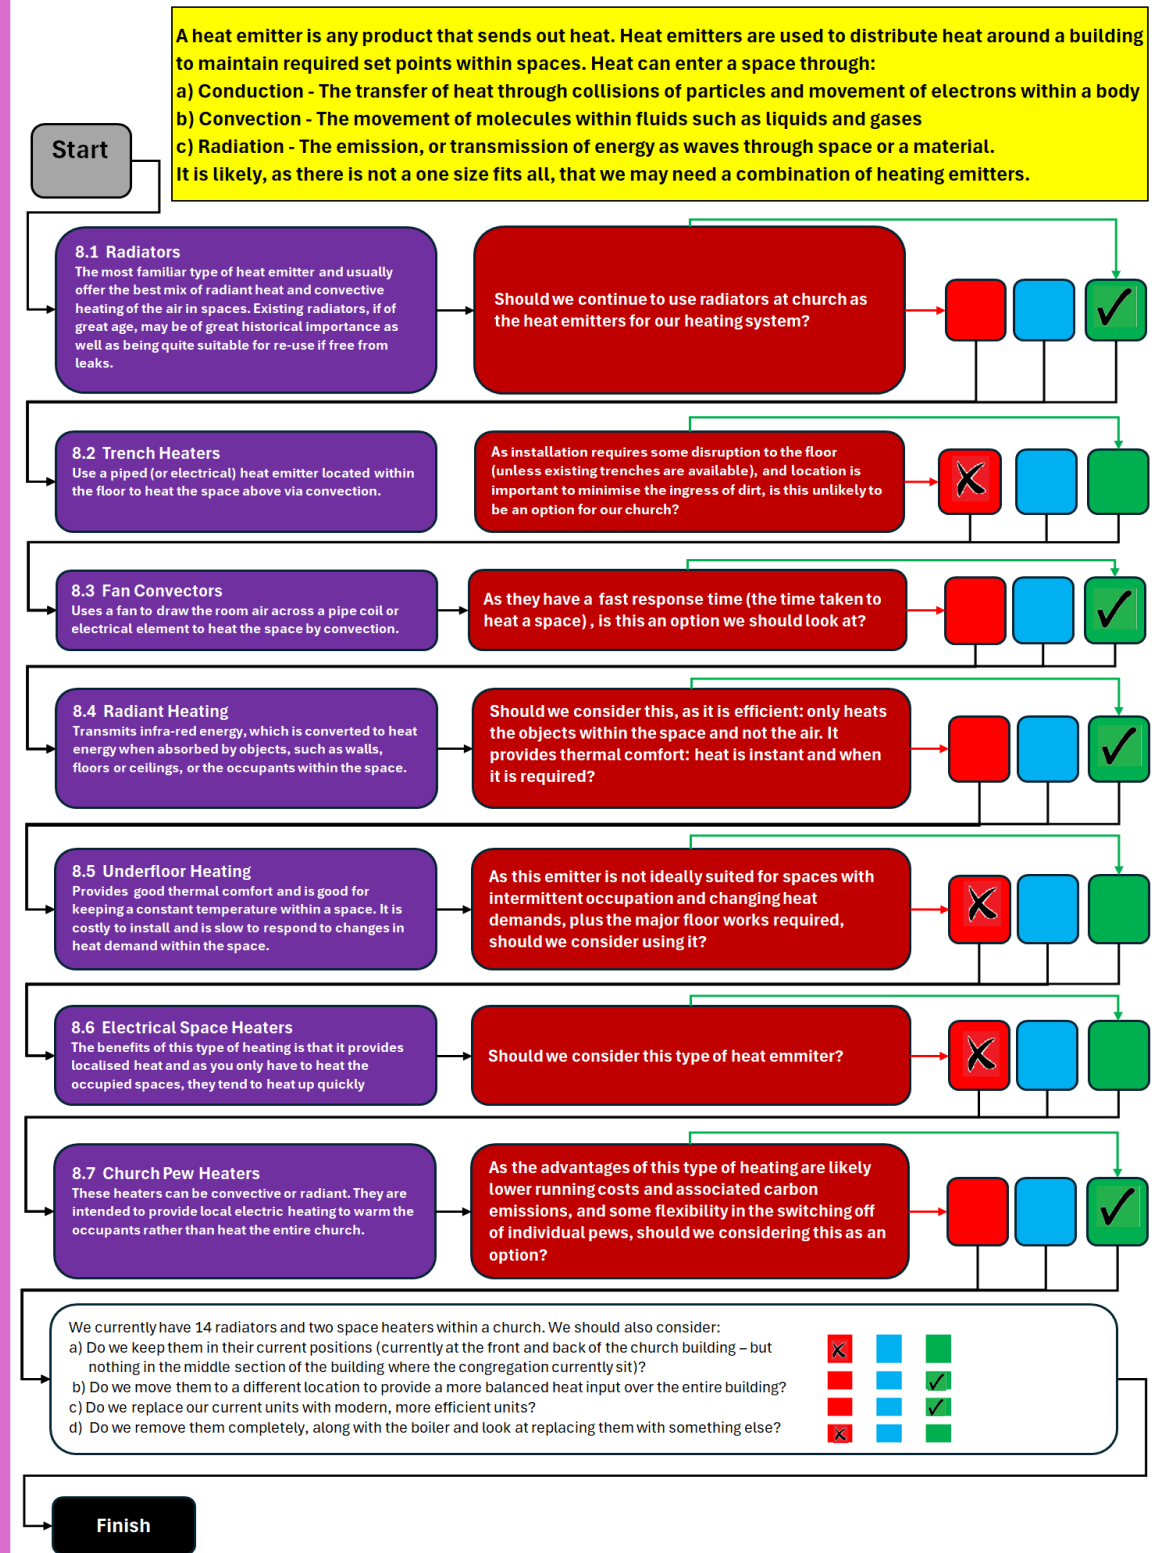 A heat emitter is any product that sends out heat. Heat emitters are used to distribute heat around a building
to maintain required set points within spaces. Heat can enter a space through:
a) Conduction - The transfer of heat through collisions of particles and movement of electrons within a body
b) Convection - The movement of molecules within fluids such as liquids and gases
c) Radiation - The emission, or transmission of energy as waves through space or a material.
It is likely, as there is not a one size fits all, that we may need a combination of heating emitters.
Start
8.1 Radiators
The most familiar type of heat emitter and usually
offer the best mix of radiant heat and convective
heating of the air in spaces. Existing radiators, if of
great age, may be of great historical importance as
well as being quite suitable for re-use if free from
leaks.
Should we continue to use radiators at church as
the heat emitters for our heating system?
8.2 Trench Heaters
Use a piped (or electrical) heat emitter located within
the floor to heat the space above via convection.
As installation requires some disruption to the floor
(unless existing trenches are available), and location is
important to minimise the ingress of dirt, is this unlikely to
be an option for our church?
8.3 Fan Convectors
Uses a fan to draw the room air across a pipe coil or
electrical element to heat the space by convection.
As they have a fast response time (the time taken to
heat a space) , is this an option we should look at?
8.4 Radiant Heating
Transmits infra-red energy, which is converted to heat
energy when absorbed by objects, such as walls,
floors or ceilings, or the occupants within the space.
Should we consider this, as it is efficient: only heats
the objects within the space and not the air. It
provides thermal comfort: heat is instant and when
it is required?
8.5 Underfloor Heating
Provides good thermal comfort and is good for
keeping a constant temperature within a space. It is
costly to install and is slow to respond to changes in
heat demand within the space.
As this emitter is not ideally suited for spaces with
intermittent occupation and changing heat
demands, plus the major floor works required,
should we consider using it?
8.6 Electrical Space Heaters
The benefits of this type of heating is that it provides
localised heat and as you only have to heat the
occupied spaces, they tend to heat up quickly
Should we consider this type of heat emmiter?
8.7 Church Pew Heaters
These heaters can be convective or radiant. They are
intended to provide local electric heating to warm the
occupants rather than heat the entire church.
As the advantages of this type of heating are likely
lower running costs and associated carbon
emissions, and some flexibility in the switching off
of individual pews, should we considering this as an
option?
We currently have 14 radiators and two space heaters within a church. We should also consider:
a) Do we keep them in their current positions (currently at the front and back of the church building – but
nothing in the middle section of the building where the congregation currently sit)?
b) Do we move them to a different location to provide a more balanced heat input over the entire building?
c) Do we replace our current units with modern, more efficient units?
d) Do we remove them completely, along with the boiler and look at replacing them with something else?
Finish